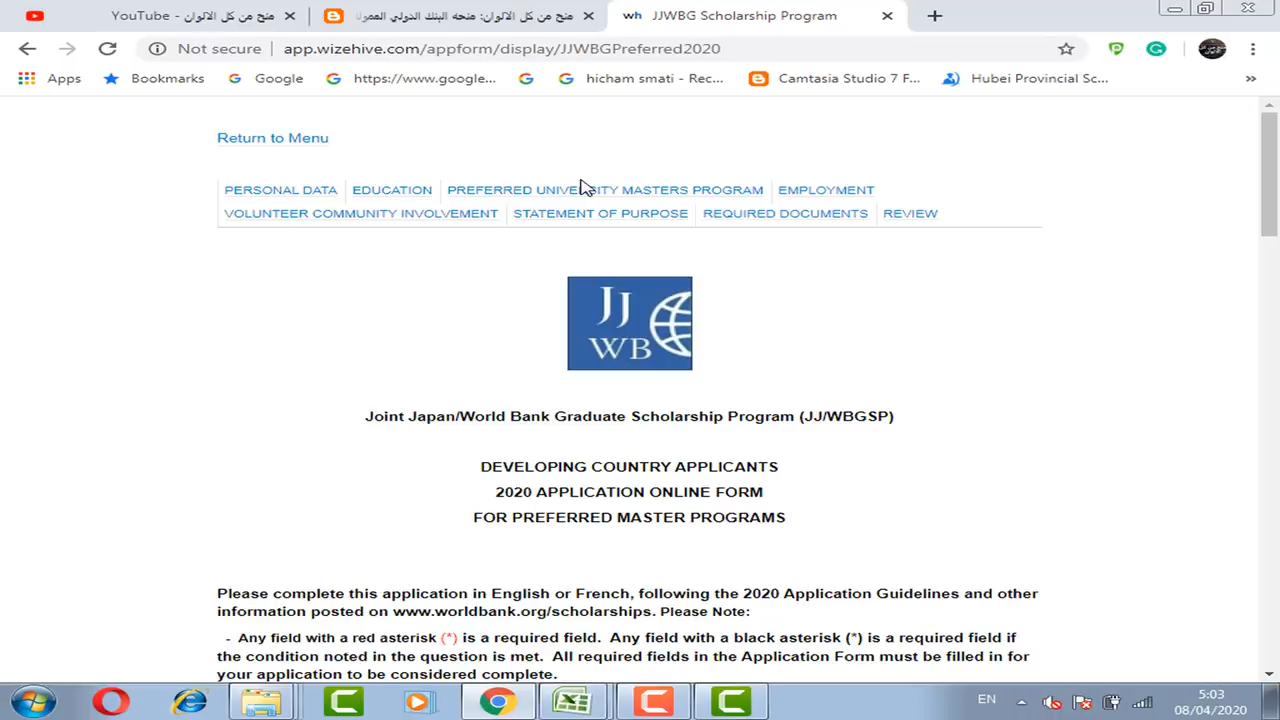 YouTube - منح من كل الالوان
منح من كل الالوان: منحة البنك الدولي
JJWBG Scholarship Program
Not secure
app.wizehive.com/appform/display/JJWBGPreferred2020
Apps
Bookmarks
Google
https://www.google...
hicham smati - Rec...
Camtasia Studio 7 F...
Hubei Provincial Sc...
Return to Menu
PERSONAL DATA EDUCATION PREFERRED UNIVERSITY MASTERS PROGRAM EMPLOYMENT
VOLUNTEER COMMUNITY INVOLVEMENT STATEMENT OF PURPOSE REQUIRED DOCUMENTS REVIEW
JJ
WB
Joint Japan/World Bank Graduate Scholarship Program (JJ/WBGSP)
DEVELOPING COUNTRY APPLICANTS
2020 APPLICATION ONLINE FORM
FOR PREFERRED MASTER PROGRAMS
Please complete this application in English or French, following the 2020 Application Guidelines and other
information posted on www.worldbank.org/scholarships. Please Note:
- Any field with a red asterisk (*) is a required field. Any field with a black asterisk (*) is a required field if
the condition noted in the question is met. All required fields in the Application Form must be filled in for
your application to be considered complete.
EN
5:03
08/04/2020